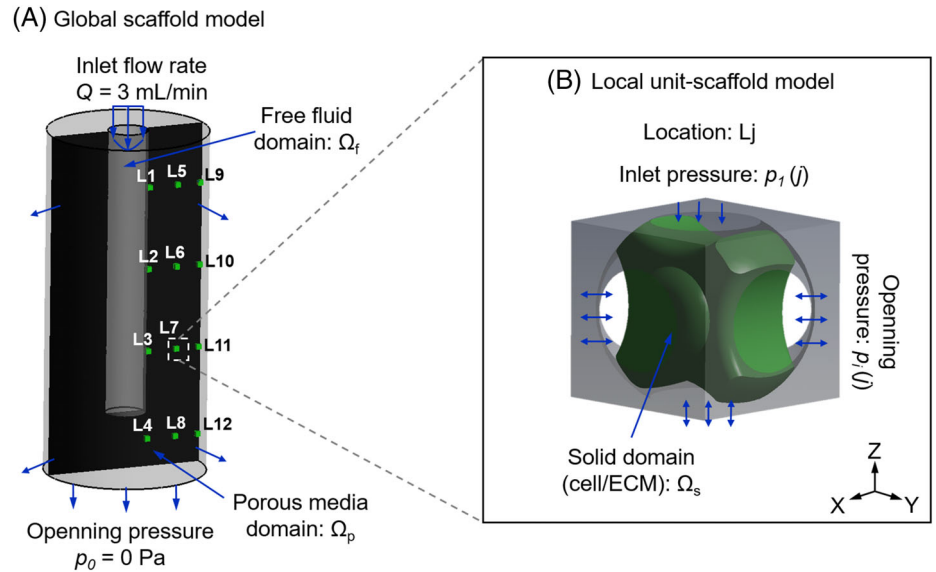 (A) Global scaffold model
Inlet flow rate
Q = 3 mL/min
Free fluid
domain: Ωf
L1 L5 L9
L2 L6 L10
L3 L7 L11
L4 L8 L12
Porous media
domain: Ωp
Openning pressure
p0 = 0 Pa
(B) Local unit-scaffold model
Location: Lj
Inlet pressure: p1 (j)
Openning
pressure: pi (j)
Solid domain
(cell/ECM): Ωs
Z
X Y